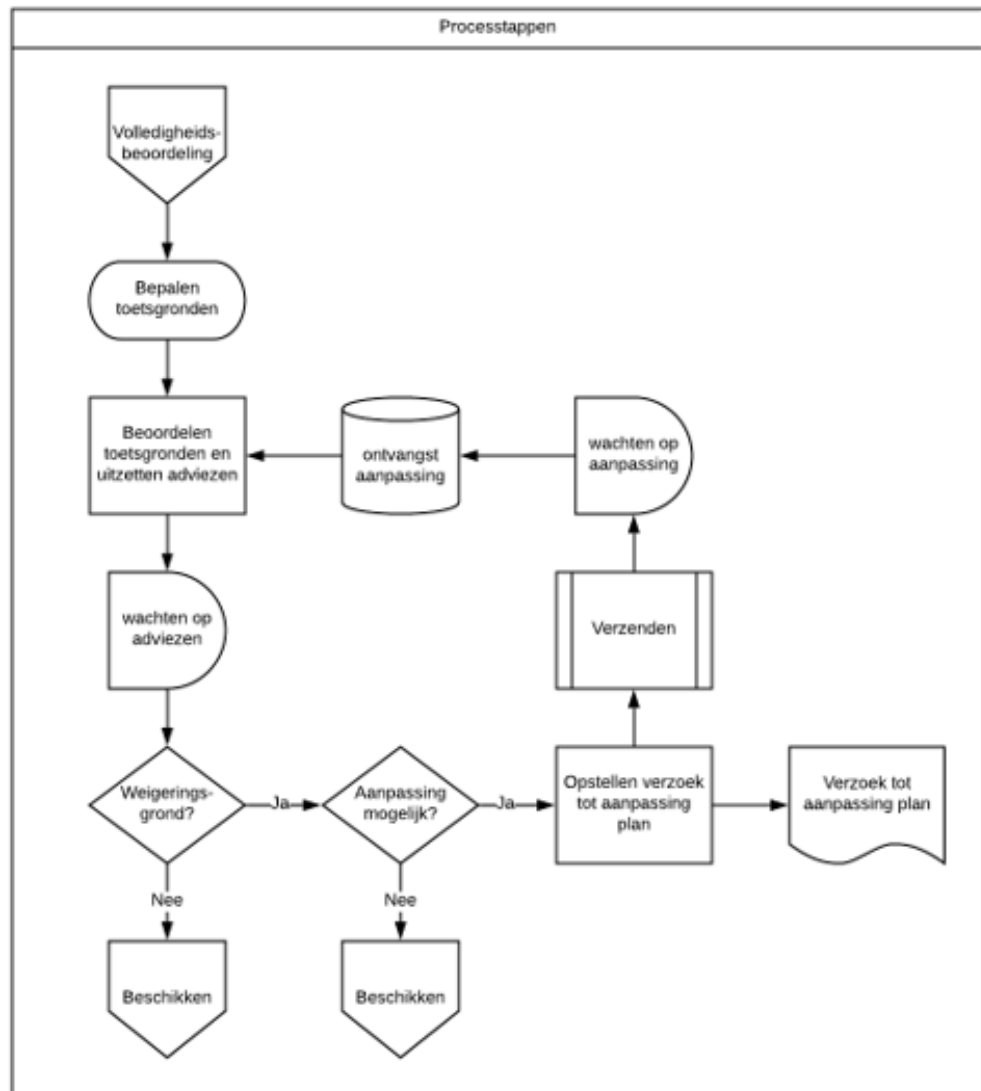 Processtappen
Volledigheids-
beoordeling
Bepalen
toetsgronden
Beoordelen
toetsgronden en
uitzetten adviezen
ontvangst
aanpassing
wachten op
aanpassing
wachten op
adviezen
Verzenden
Weigerings-
grond?
Ja
Aanpassing
mogelijk?
Ja
Opstellen verzoek
tot aanpassing
plan
Verzoek tot
aanpassing plan
Nee
Nee
Beschikken
Beschikken